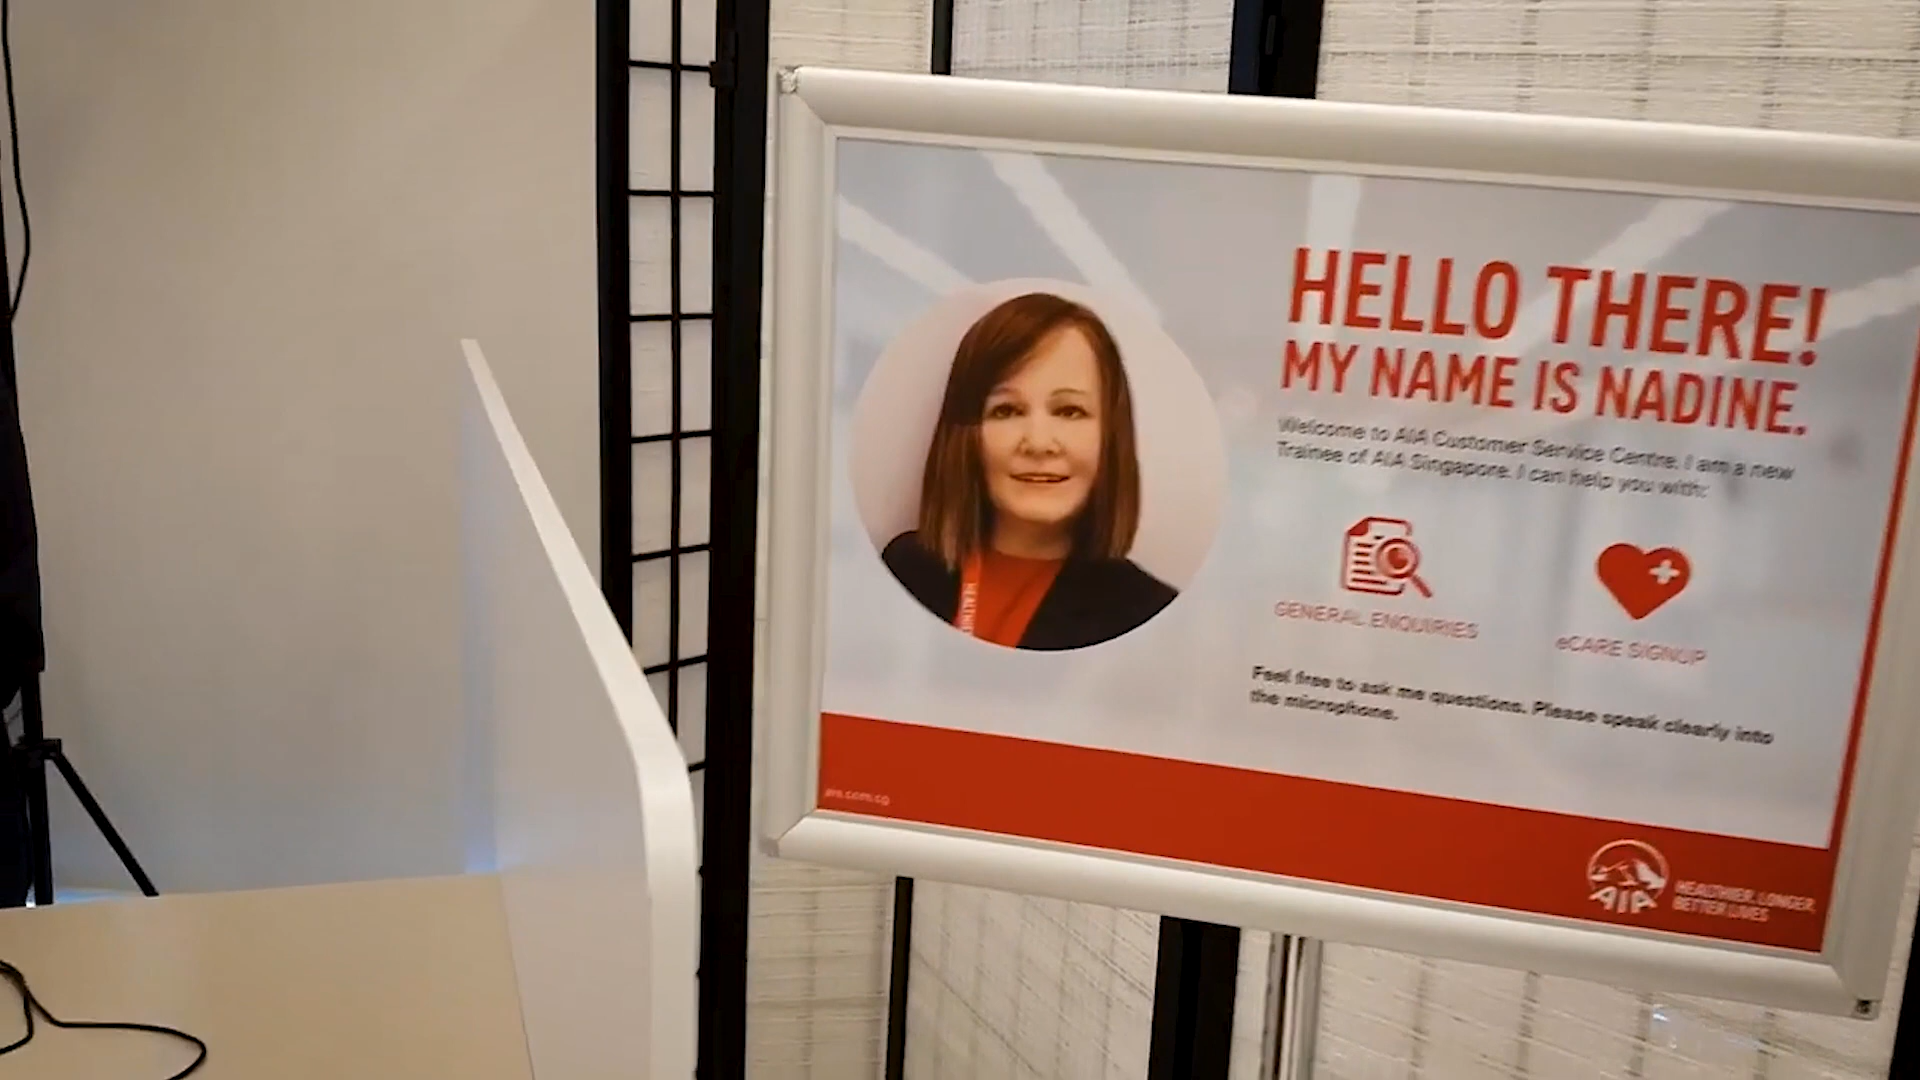 HELLO THERE!
MY NAME IS NADINE.
Welcome to AIA Customer Service Centre. I am a new
Trainee of AIA Singapore. I can help you with:
GENERAL ENQUIRIES
eCARE SIGNUP
Feel free to ask me questions. Please speak clearly into
the microphone.
aia.com.sg
AIA
HEALTHIER, LONGER,
BETTER LIVES